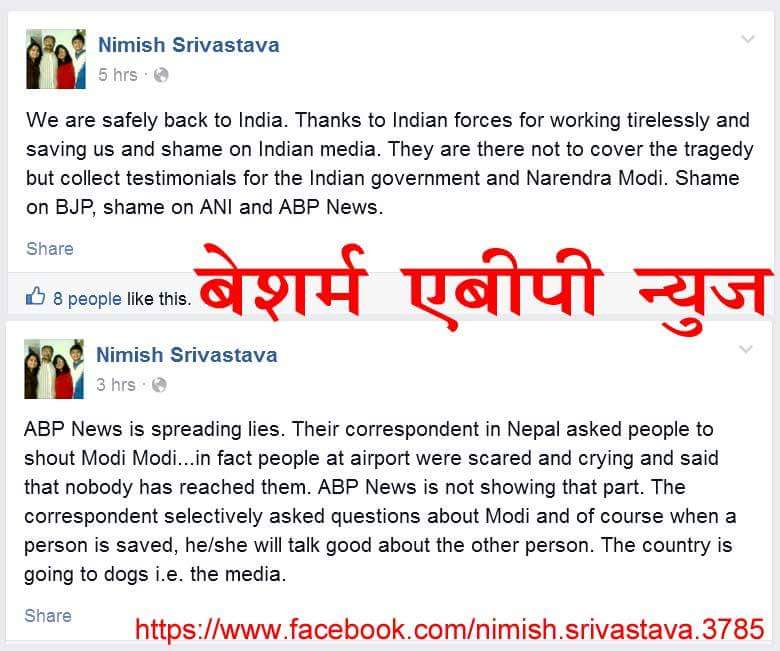 Nimish Srivastava
5 hrs ·
We are safely back to India. Thanks to Indian forces for working tirelessly and
saving us and shame on Indian media. They are there not to cover the tragedy
but collect testimonials for the Indian government and Narendra Modi. Shame
on BJP, shame on ANI and ABP News.
Share
8 people like this.
बेशर्म एबीपी न्युज
Nimish Srivastava
3 hrs ·
ABP News is spreading lies. Their correspondent in Nepal asked people to
shout Modi Modi...in fact people at airport were scared and crying and said
that nobody has reached them. ABP News is not showing that part. The
correspondent selectively asked questions about Modi and of course when a
person is saved, he/she will talk good about the other person. The country is
going to dogs i.e. the media.
Share
https://www.facebook.com/nimish.srivastava.3785